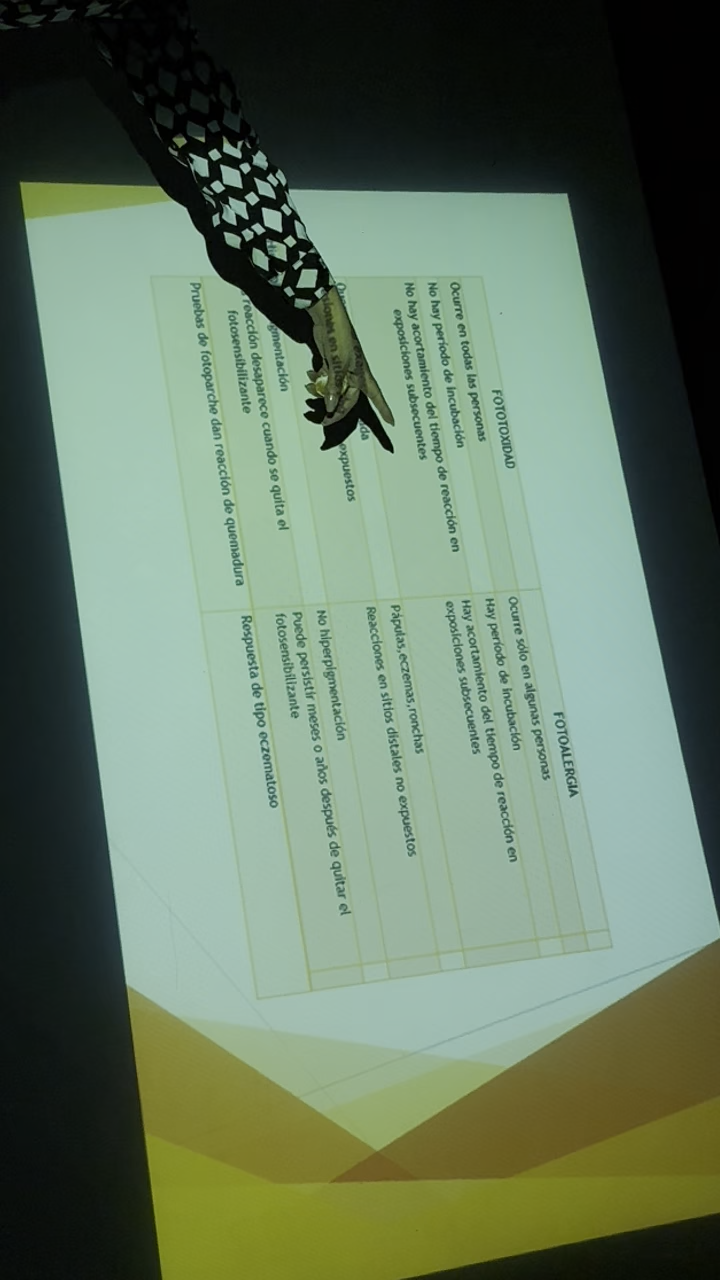 FOTOTOXIDAD
FOTOALERGIA
Ocurre en todas las personas
Ocurre sólo en algunas personas
No hay período de incubación
Hay período de incubación
No hay acortamiento del tiempo de reacción en
exposiciones subsecuentes
Hay acortamiento del tiempo de reacción en
exposiciones subsecuentes
Pápulas, eczemas, ronchas
expuestos
Reacciones en sitios distales no expuestos
No hiperpigmentación
reacción desaparece cuando se quita el
fotosensibilizante
Puede persistir meses o años después de quitar el
fotosensibilizante
Pruebas de fotoparche dan reacción de quemadura
Respuesta de tipo eczematoso